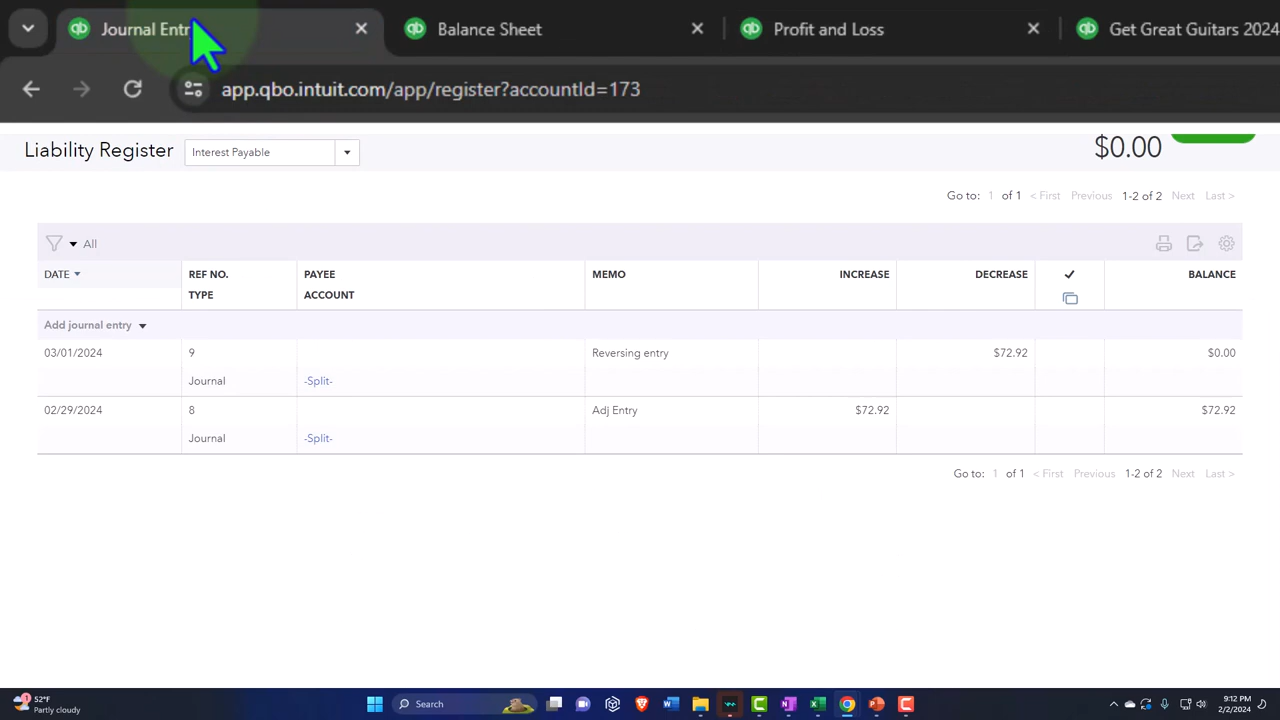 Journal Entr
Balance Sheet
Profit and Loss
Get Great Guitars 2024
app.qbo.intuit.com/app/register?accountId=173
Liability Register Interest Payable $0.00
Go to: 1 of 1 < First Previous 1-2 of 2 Next Last >
All
DATE REF NO. PAYEE MEMO INCREASE DECREASE ✓ BALANCE
TYPE ACCOUNT
Add journal entry
03/01/2024 9 Reversing entry $72.92 $0.00
Journal -Split-
02/29/2024 8 Adj Entry $72.92 $72.92
Journal -Split-
Go to: 1 of 1 < First Previous 1-2 of 2 Next Last >
1 52°F
Partly cloudy
Search
9:12 PM
2/2/2024